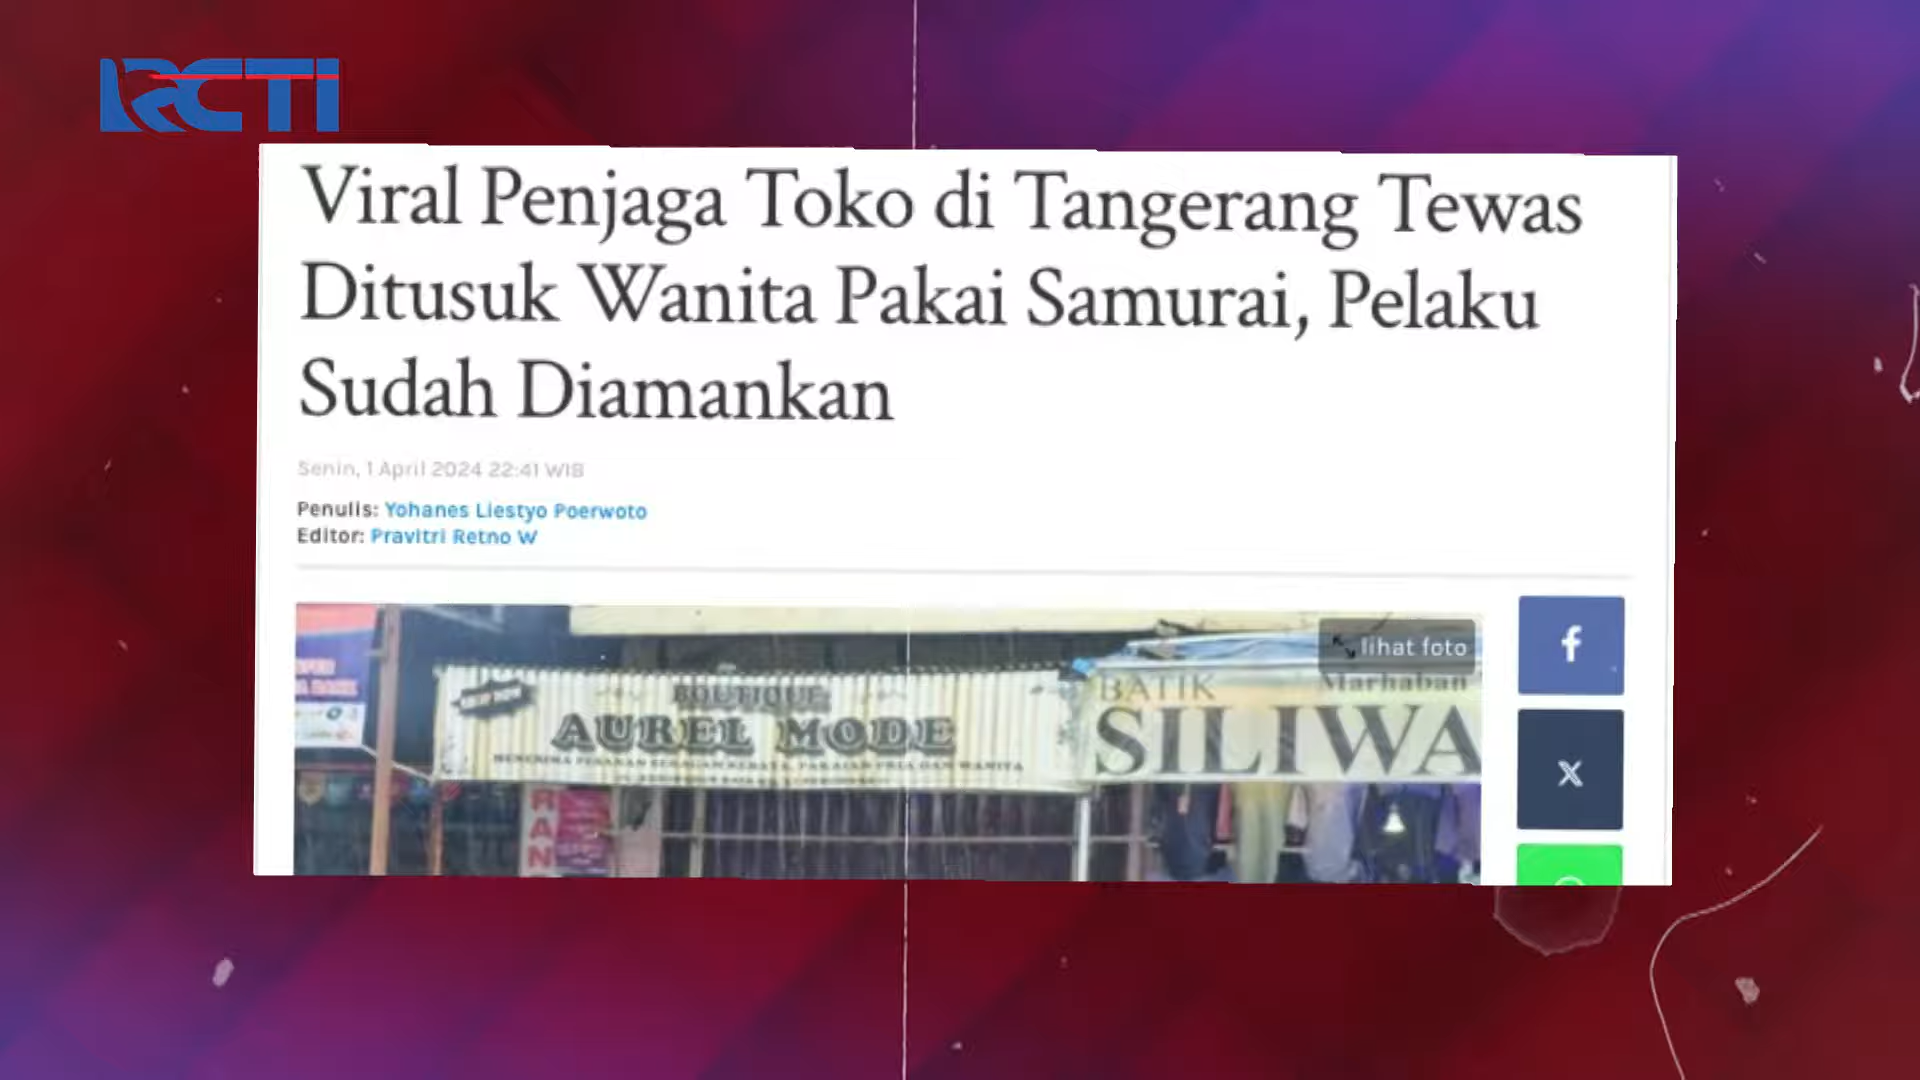 RCTI
Viral Penjaga Toko di Tangerang Tewas
Ditusuk Wanita Pakai Samurai, Pelaku
Sudah Diamankan
Senin, 1 April 2024 22:41 WIB
Penulis: Yohanes Liestyo Poerwoto
Editor: Pravitri Retno W
lihat foto
Marhaban
BOUTIQUE
AUREL MODE
BATIK
SILIWA
RAN